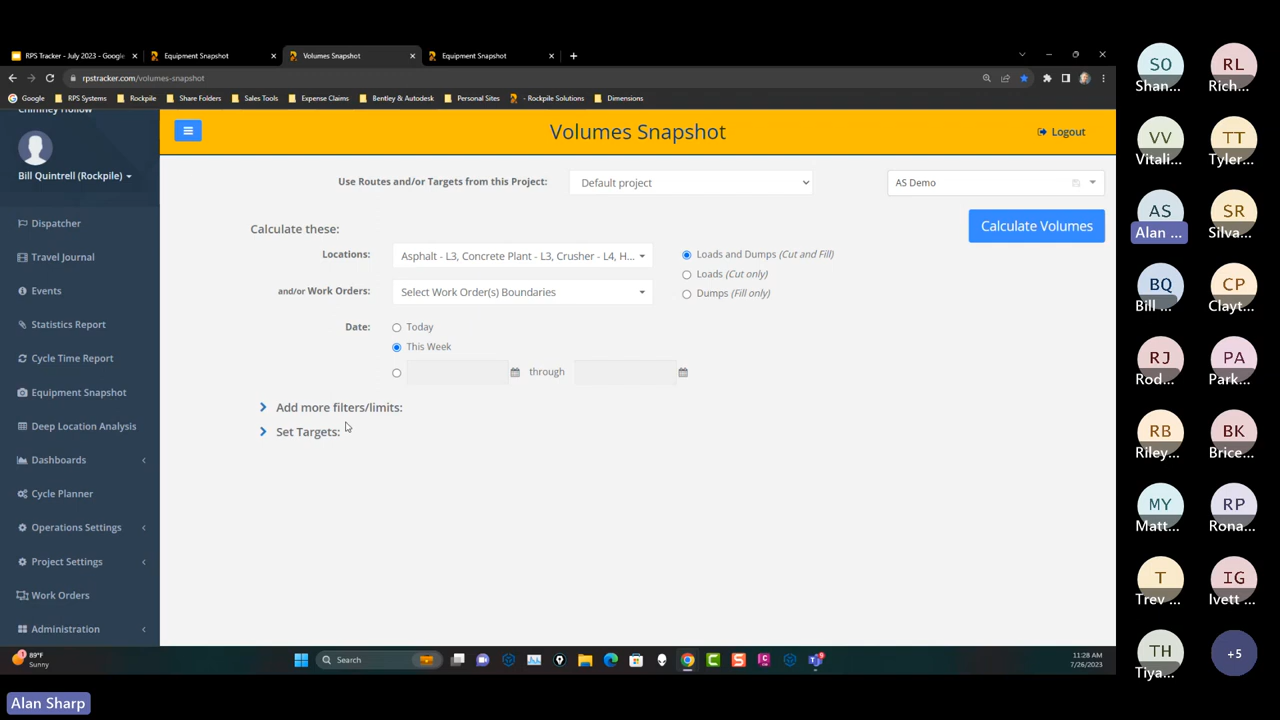 RPS Tracker - July 2023 - Google
Equipment Snapshot
Volumes Snapshot
Equipment Snapshot
rpstracker.com/volumes-snapshot
Google
RPS Systems
Rockpile
Share Folders
Sales Tools
Expense Claims
Bentley & Autodesk
Personal Sites
- Rockpile Solutions
Dimensions
Chimney Hollow
Bill Quintrell (Rockpile)
Dispatcher
Travel Journal
Events
Statistics Report
Cycle Time Report
Equipment Snapshot
Deep Location Analysis
Dashboards
Cycle Planner
Operations Settings
Project Settings
Work Orders
Administration
Volumes Snapshot
Logout
Use Routes and/or Targets from this Project:
Default project
AS Demo
Calculate Volumes
Calculate these:
Locations:
Asphalt - L3, Concrete Plant - L3, Crusher - L4, H...
Loads and Dumps (Cut and Fill)
Loads (Cut only)
Dumps (Fill only)
and/or Work Orders:
Select Work Order(s) Boundaries
Date:
Today
This Week
through
Add more filters/limits:
Set Targets:
89°F
Sunny
Search
11:28 AM
7/26/2023
SO
Shan...
RL
Rich...
VV
Vitali...
TT
Tyler...
AS
Alan ...
SR
Silva...
BQ
Bill ...
CP
Clayt...
RJ
Rod...
PA
Park...
RB
Riley...
BK
Brice...
MY
Matt...
RP
Rona...
T
Trev ...
IG
Ivett ...
TH
Tiya...
+5
Alan Sharp